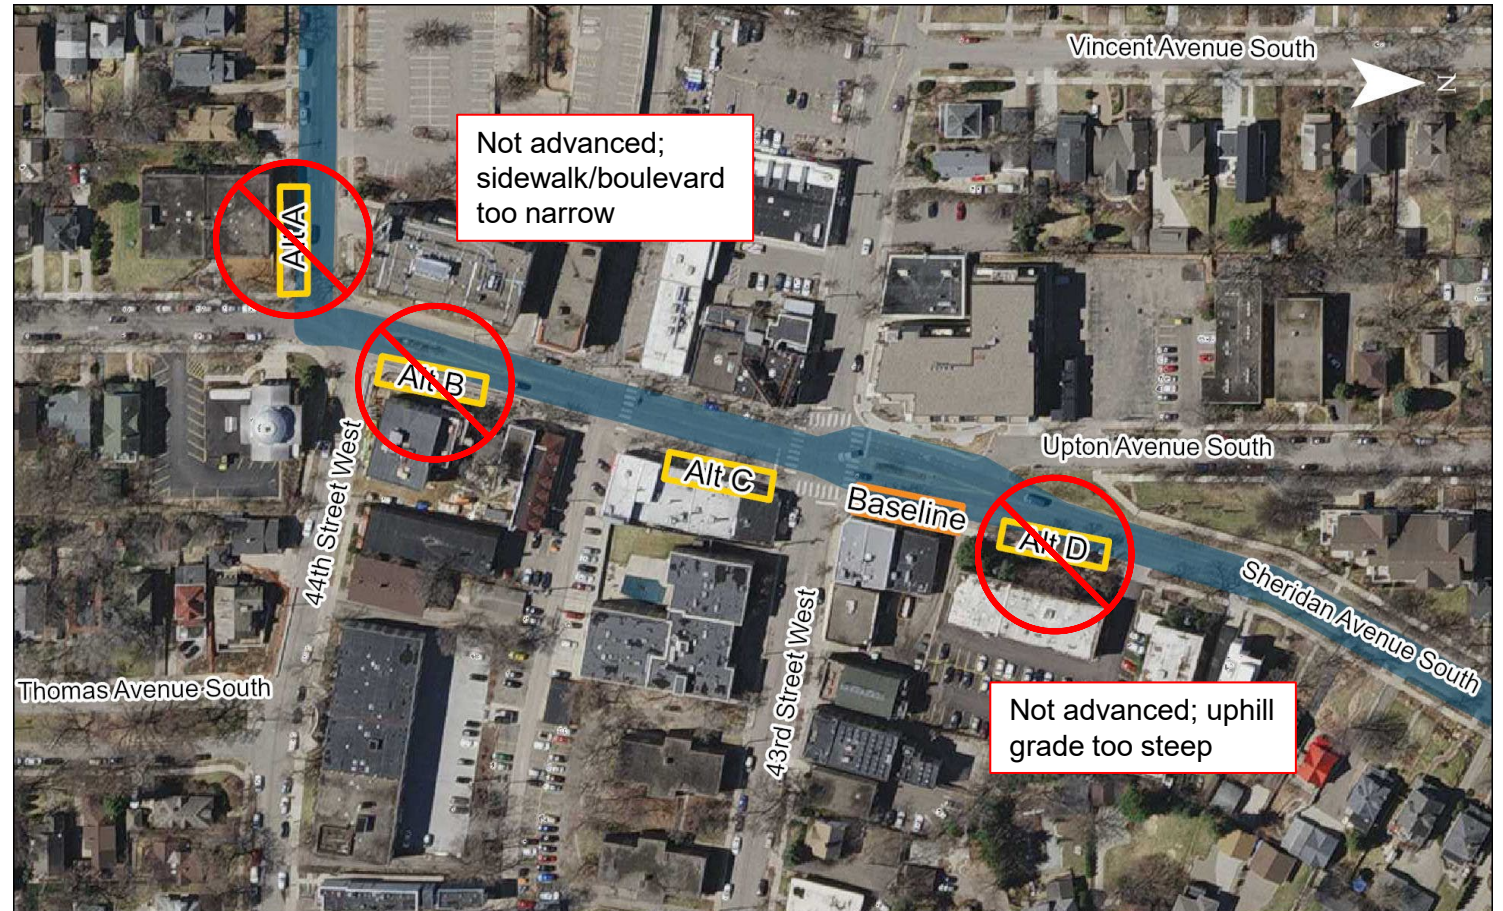 Vincent Avenue South
N
Not advanced;
sidewalk/boulevard
too narrow
Alt A
Alt B
Upton Avenue South
Alt C
Baseline
Alt D
44th Street West
Sheridan Avenue South
43rd Street West
Thomas Avenue South
Not advanced; uphill
grade too steep